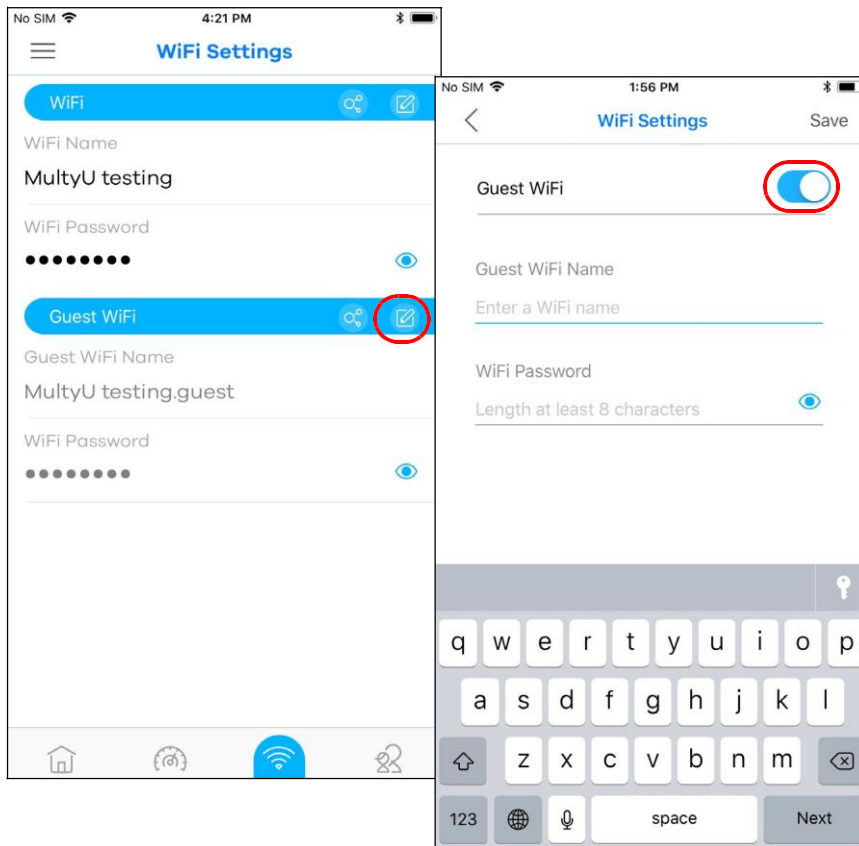 No SIM 4:21 PM
WiFi Settings
WiFi
WiFi Name
MultyU testing
WiFi Password
Guest WiFi
Guest WiFi Name
MultyU testing.guest
WiFi Password
No SIM 1:56 PM
WiFi Settings Save
Guest WiFi
Guest WiFi Name
Enter a WiFi name
WiFi Password
Length at least 8 characters
q w e r t y u i o p
a s d f g h j k l
z x c v b n m
123 space Next